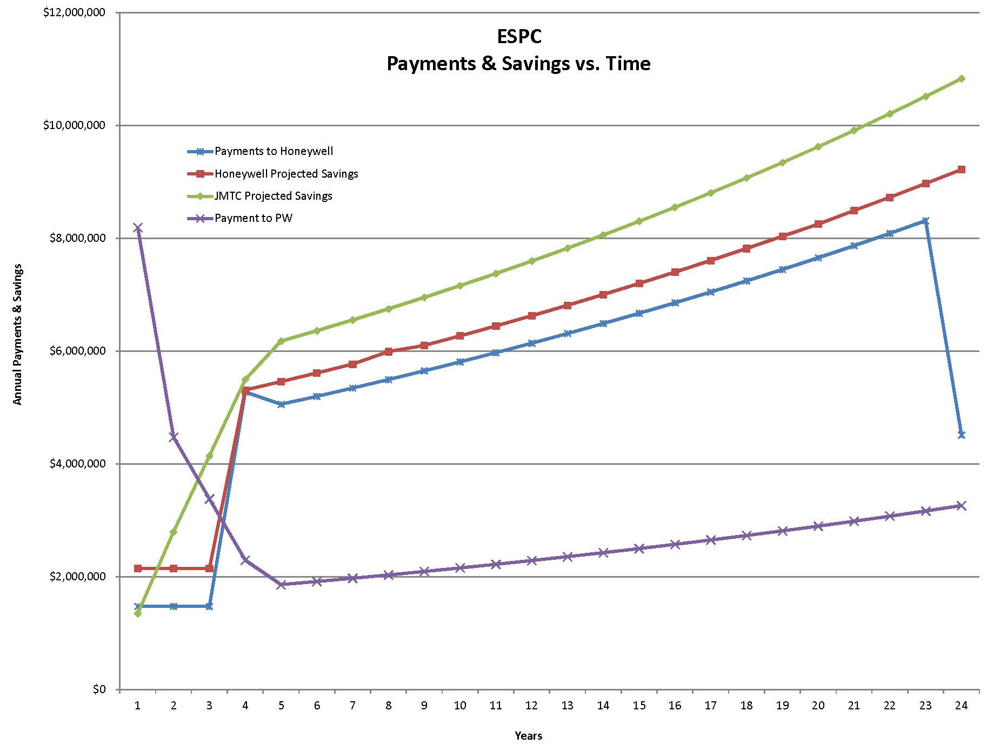 ESPC
Payments & Savings vs. Time
$12,000,000
$10,000,000
$8,000,000
$6,000,000
$4,000,000
$2,000,000
$0
Annual Payments & Savings
Payments to Honeywell
Honeywell Projected Savings
JMTC Projected Savings
Payment to PW
1 2 3 4 5 6 7 8 9 10 11 12 13 14 15 16 17 18 19 20 21 22 23 24
Years